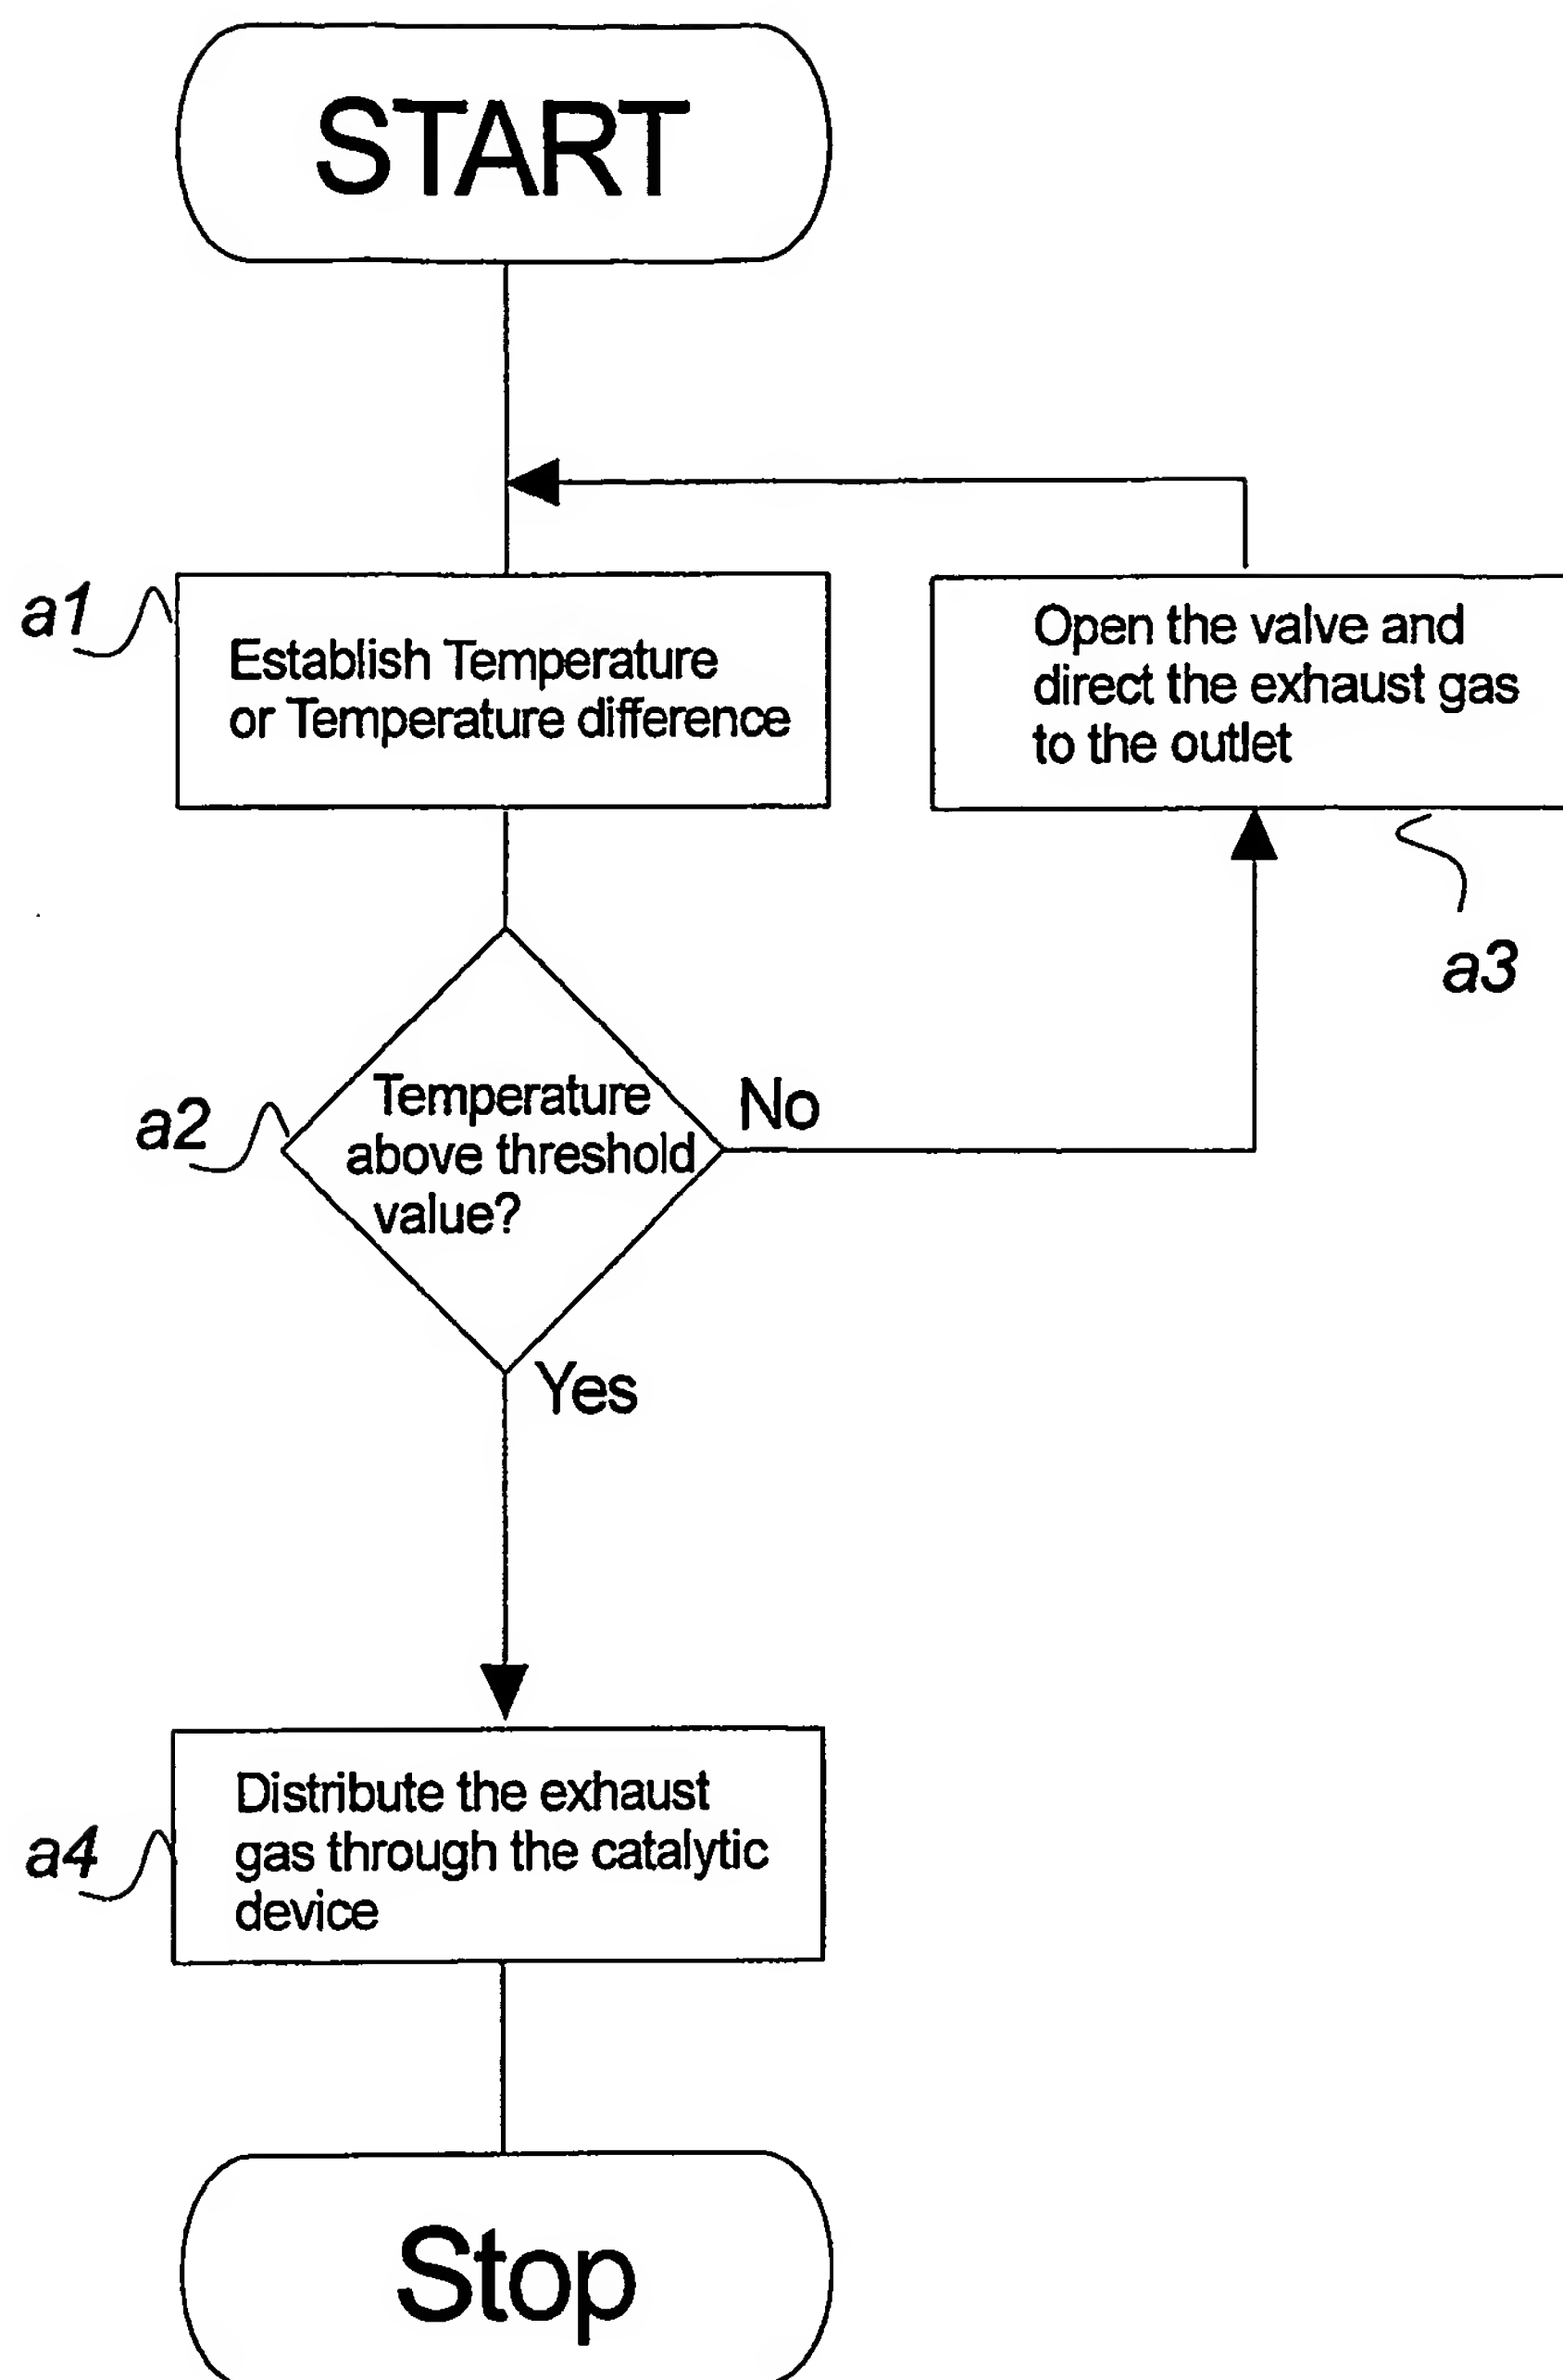 START
a1
Establish Temperature
or Temperature difference
Open the valve and
direct the exhaust gas
to the outlet
a3
a2
Temperature
above threshold
value?
No
Yes
Distribute the exhaust
gas through the catalytic
device
a4
Stop